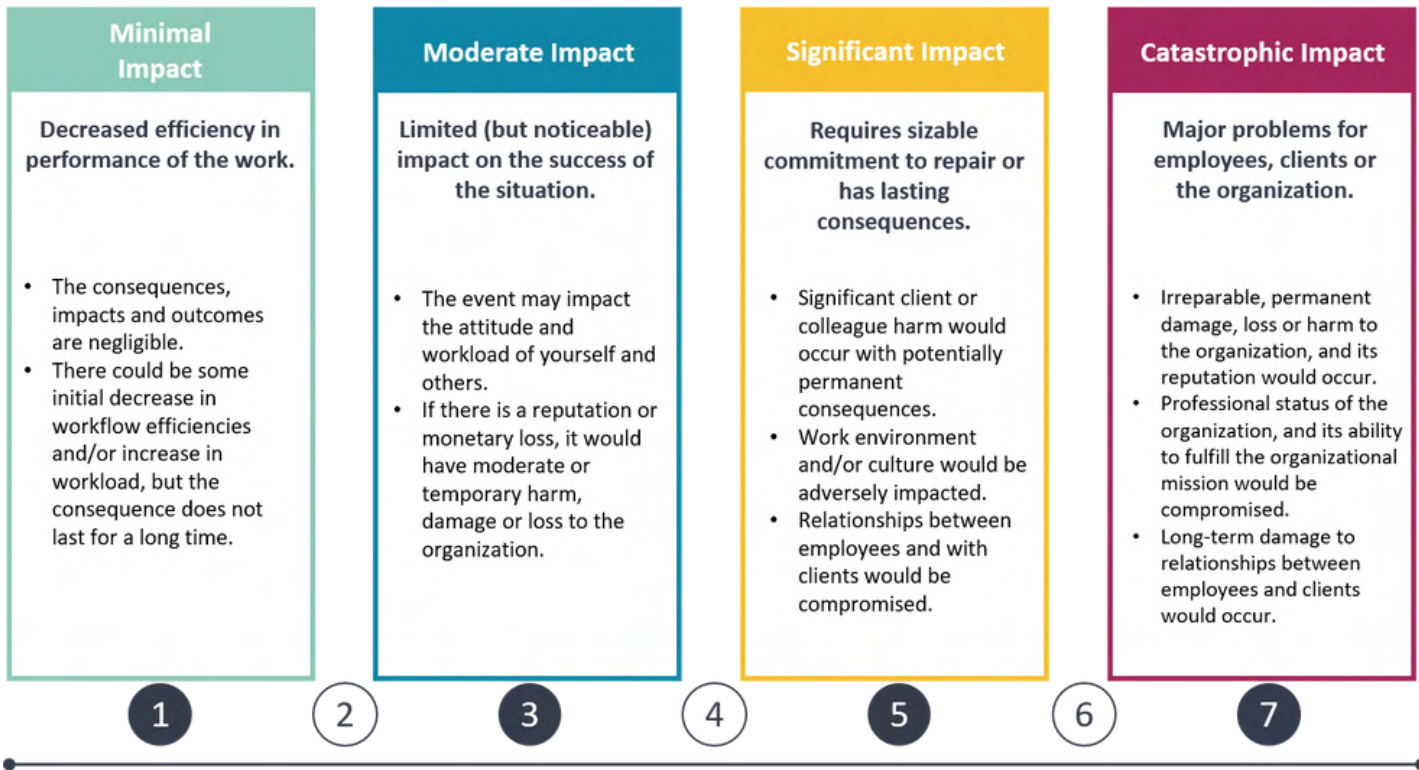 Minimal
Impact
Decreased efficiency in
performance of the work.
• The consequences,
impacts and outcomes
are negligible.
• There could be some
initial decrease in
workflow efficiencies
and/or increase in
workload, but the
consequence does not
last for a long time.
Moderate Impact
Limited (but noticeable)
impact on the success of
the situation.
• The event may impact
the attitude and
workload of yourself and
others.
• If there is a reputation or
monetary loss, it would
have moderate or
temporary harm,
damage or loss to the
organization.
Significant Impact
Requires sizable
commitment to repair or
has lasting
consequences.
• Significant client or
colleague harm would
occur with potentially
permanent
consequences.
• Work environment
and/or culture would be
adversely impacted.
• Relationships between
employees and with
clients would be
compromised.
Catastrophic Impact
Major problems for
employees, clients or
the organization.
• Irreparable, permanent
damage, loss or harm to
the organization, and its
reputation would occur.
• Professional status of the
organization, and its ability
to fulfill the organizational
mission would be
compromised.
• Long-term damage to
relationships between
employees and clients
would occur.
1 2 3 4 5 6 7